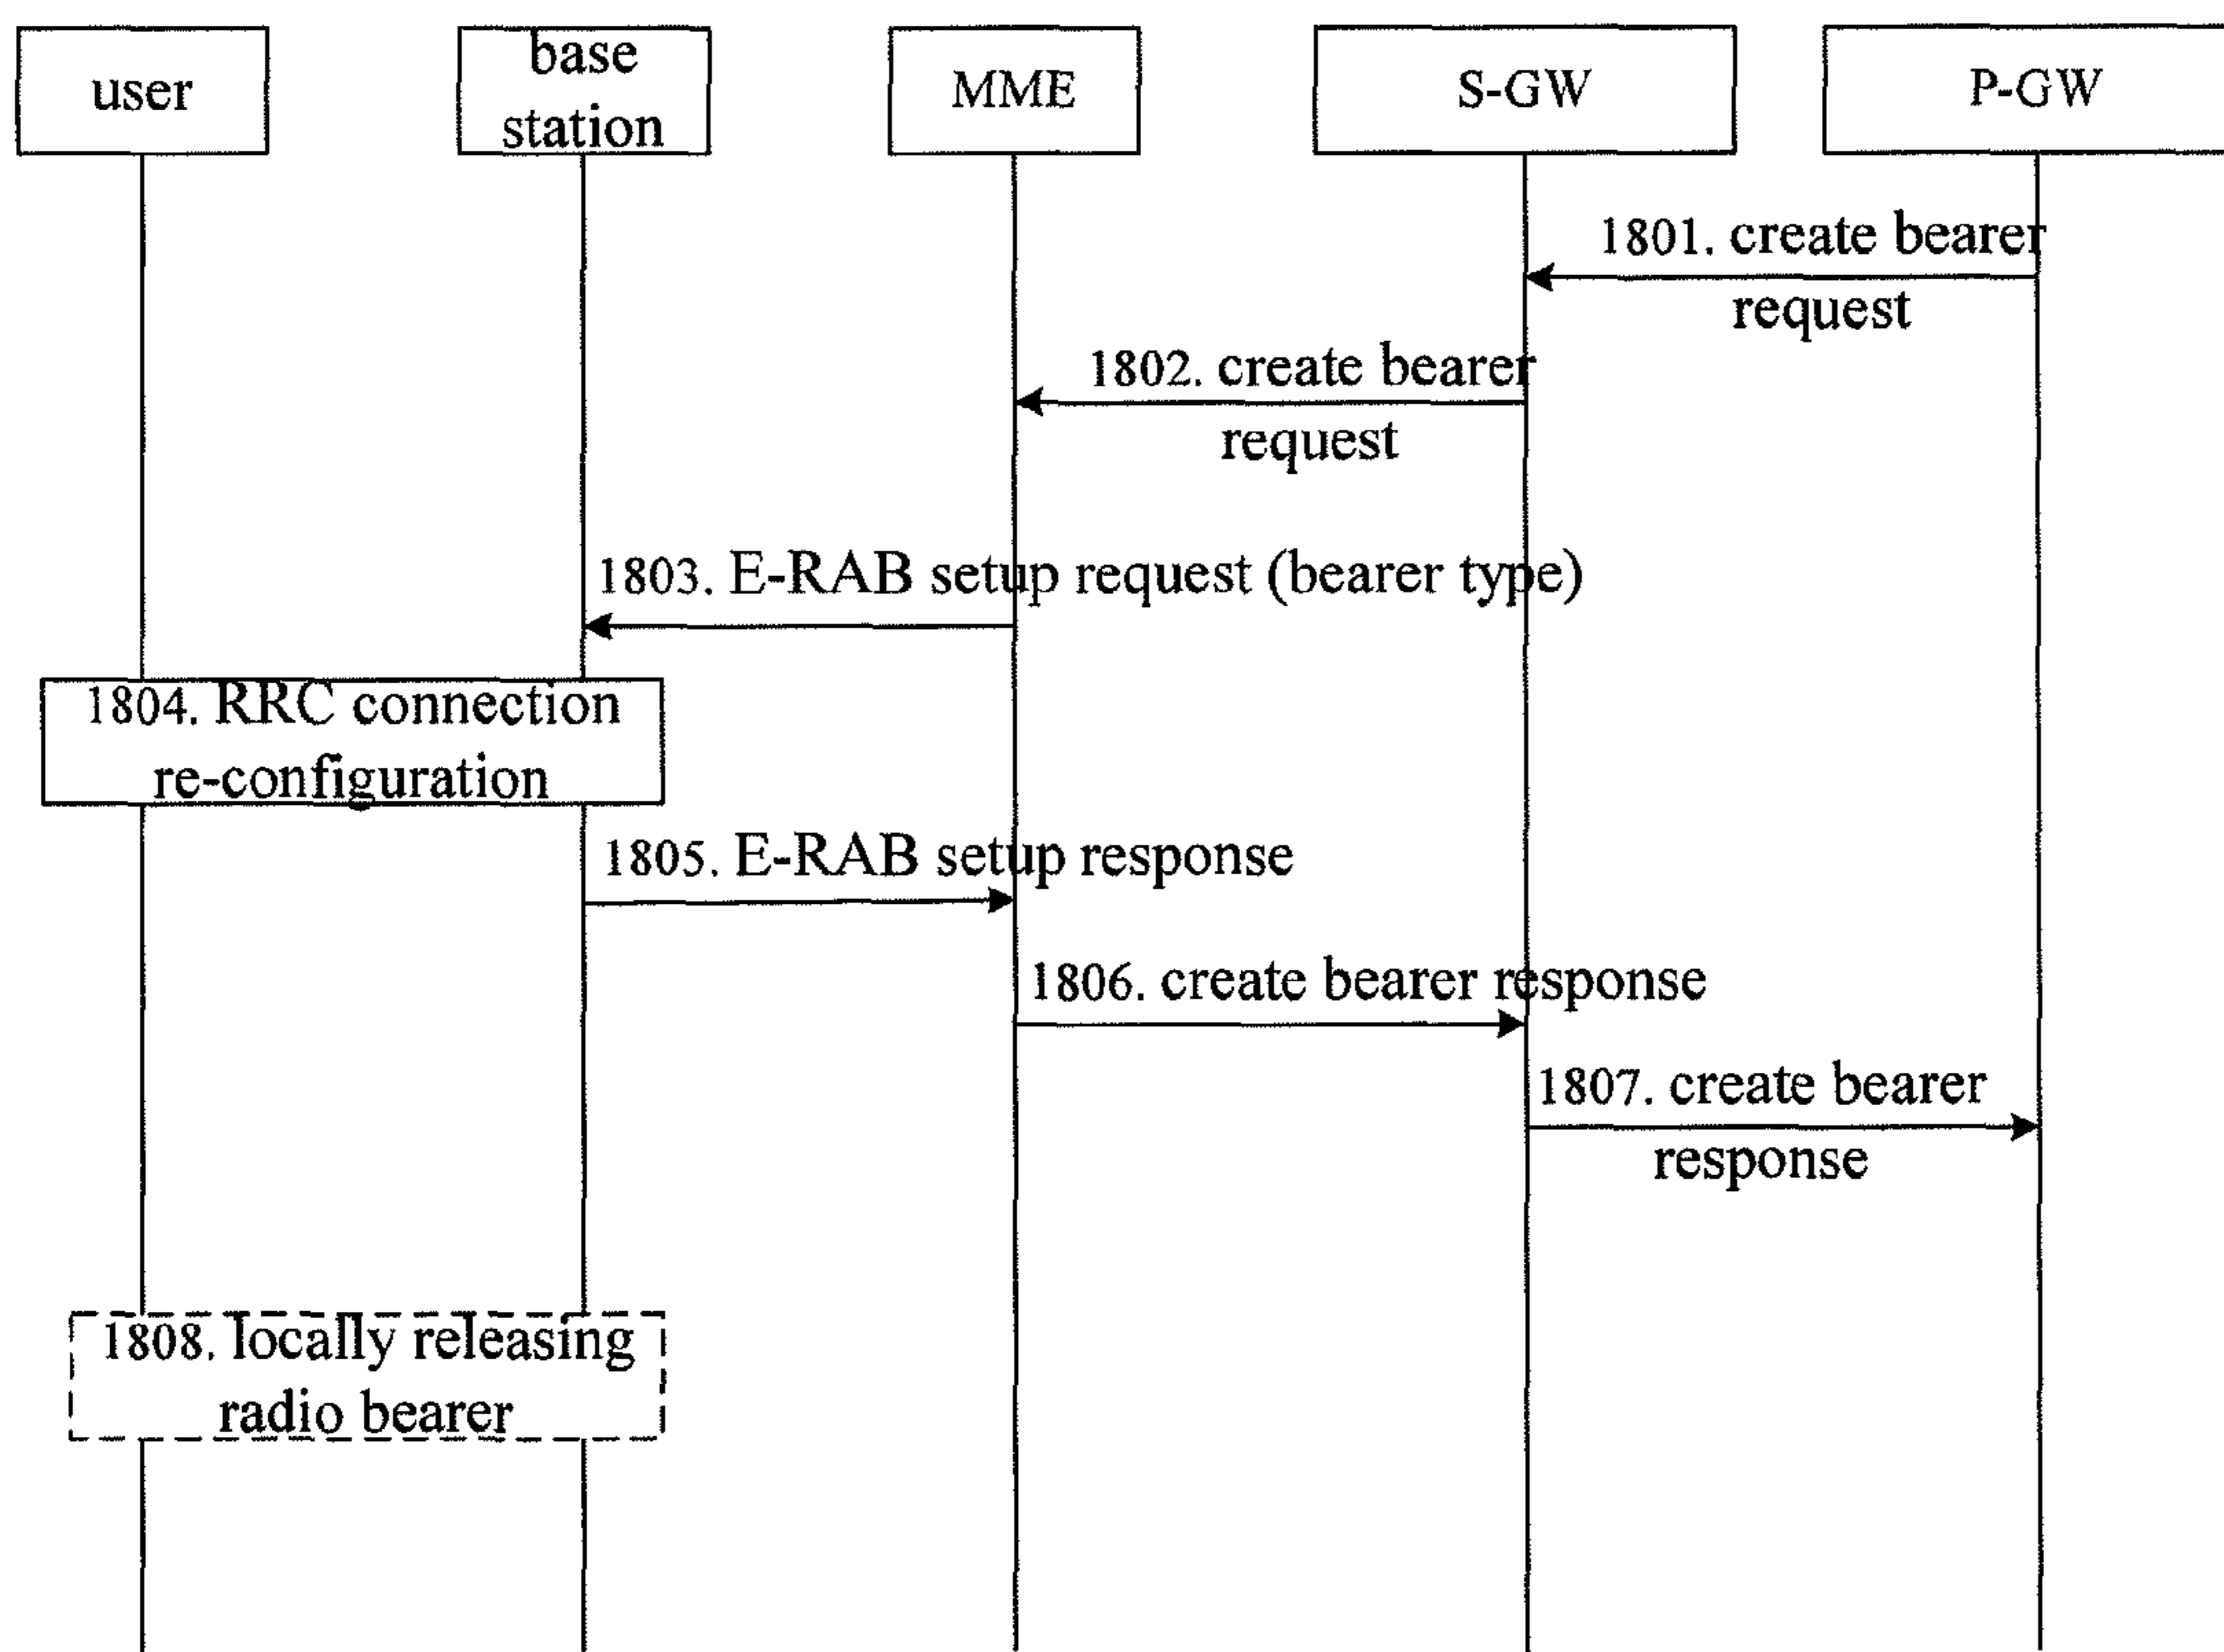 user
base
station
MME
S-GW
P-GW
1801. create bearer
request
1802. create bearer
request
1803. E-RAB setup request (bearer type)
1804. RRC connection
re-configuration
1805. E-RAB setup response
1806. create bearer response
1807. create bearer
response
1808. locally releasing
radio bearer